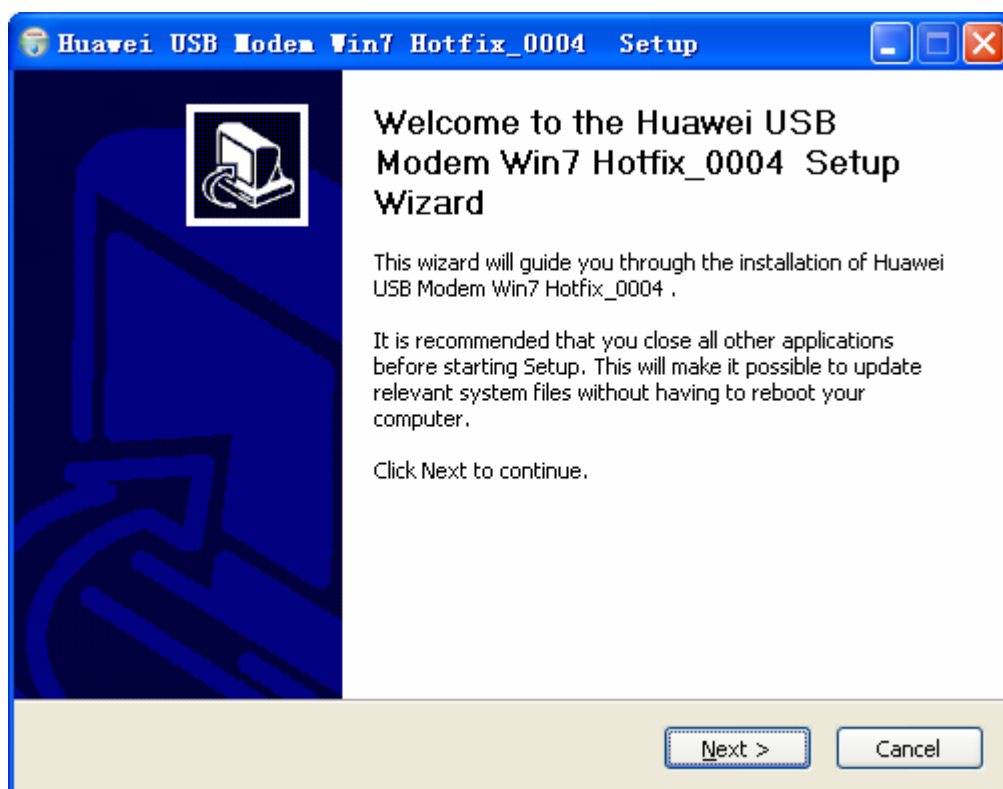 Huawei USB Modem Win7 Hotfix_0004  Setup
Welcome to the Huawei USB
Modem Win7 Hotfix_0004  Setup
Wizard
This wizard will guide you through the installation of Huawei
USB Modem Win7 Hotfix_0004 .
It is recommended that you close all other applications
before starting Setup. This will make it possible to update
relevant system files without having to reboot your
computer.
Click Next to continue.
Next >
Cancel